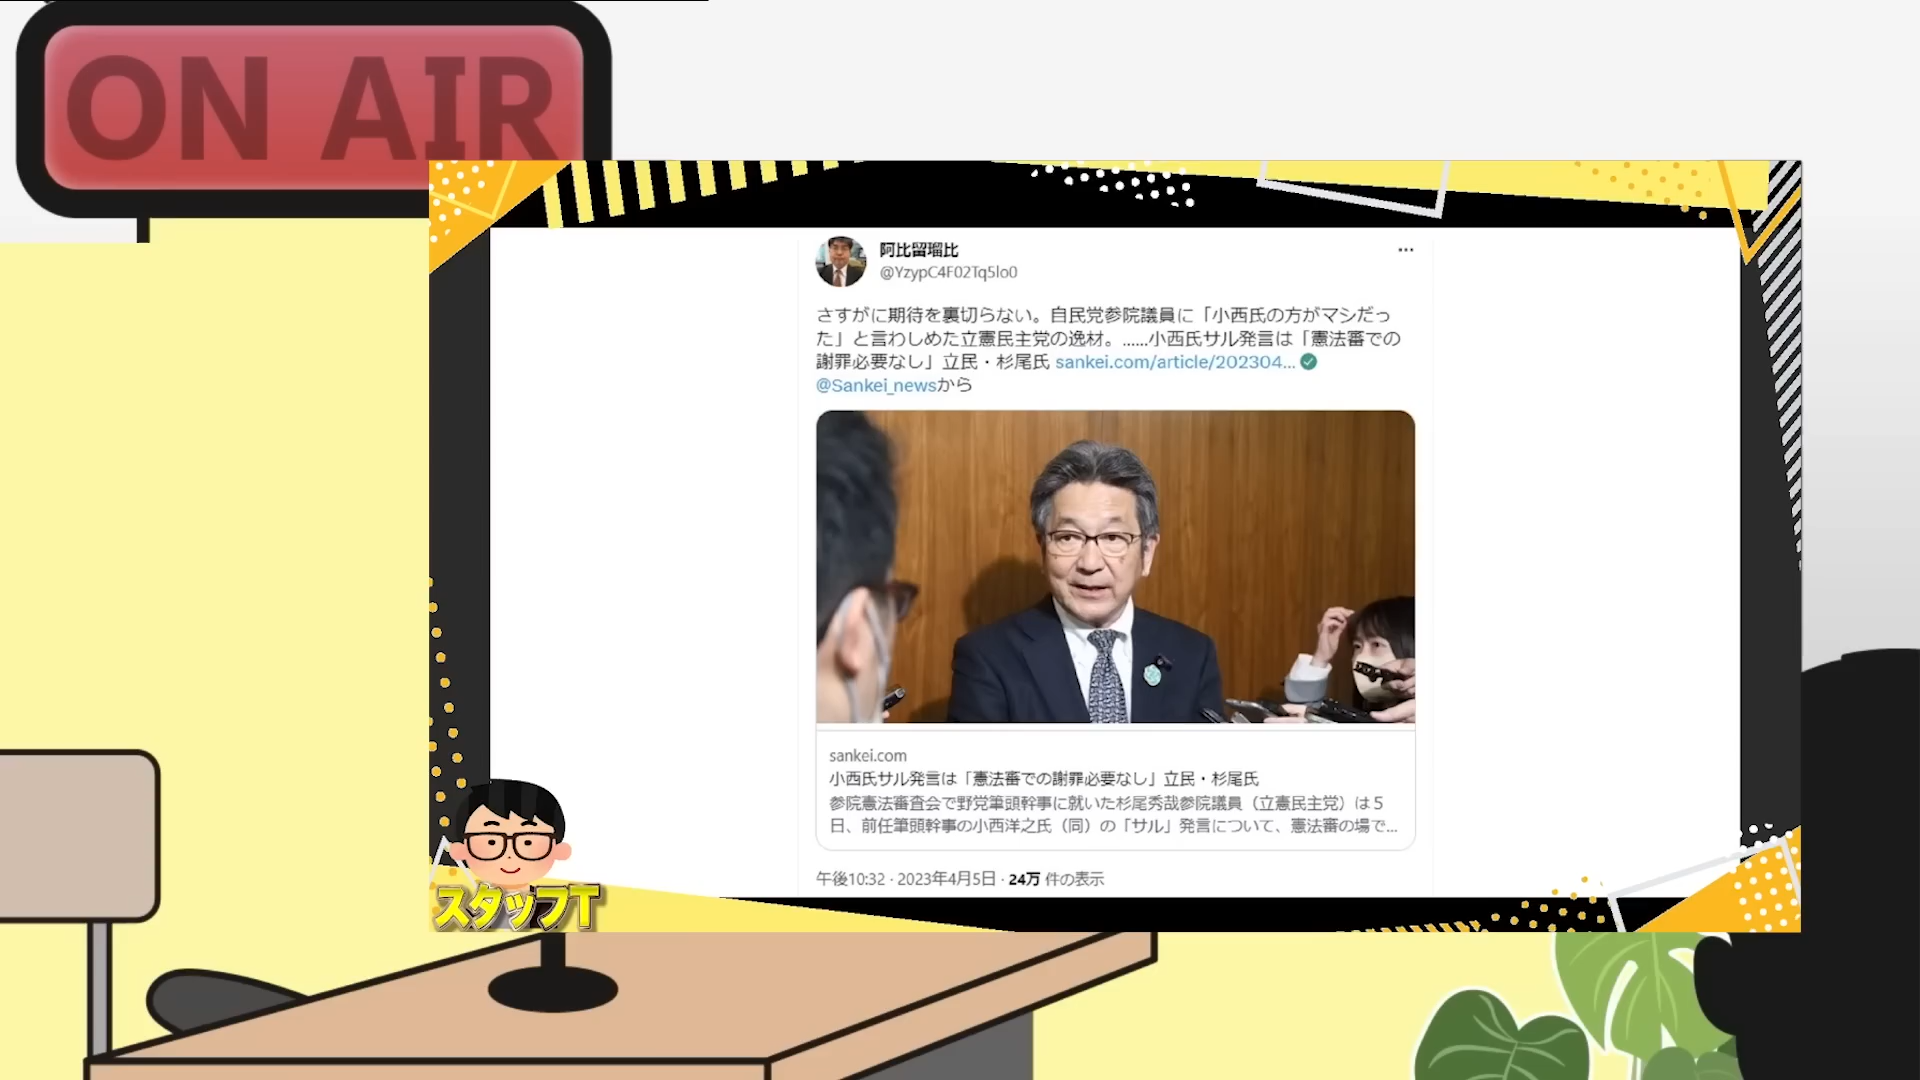 ON AIR
阿比留瑠比
@YzypC4F02Tq5lo0
さすがに期待を裏切らない。自民党参院議員に「小西氏の方がマシだっ
た」と言わしめた立憲民主党の逸材。......小西氏サル発言は「憲法審での
謝罪必要なし」立民・杉尾氏 sankei.com/article/202304...
@Sankei_newsから
sankei.com
小西氏サル発言は「憲法審での謝罪必要なし」立民・杉尾氏
参院憲法審査会で野党筆頭幹事に就いた杉尾秀哉参院議員（立憲民主党）は５
日、前任筆頭幹事の小西洋之氏（同）の「サル」発言について、憲法審の場で...
午後10:32 · 2023年4月5日 · 24万 件の表示
スタッフT